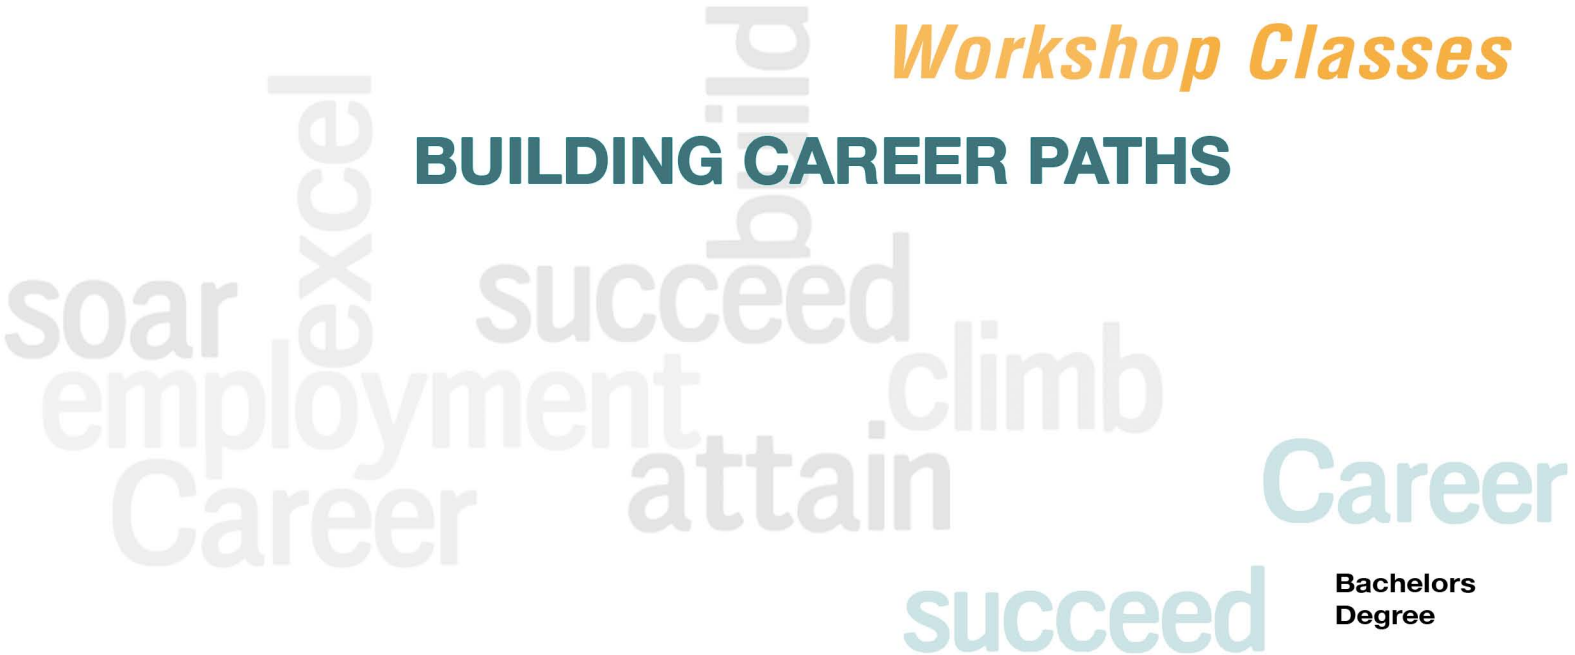 Workshop Classes
build
excel
BUILDING CAREER PATHS
soar
succeed
employment
climb
attain
Career
Career
succeed
Bachelors
Degree